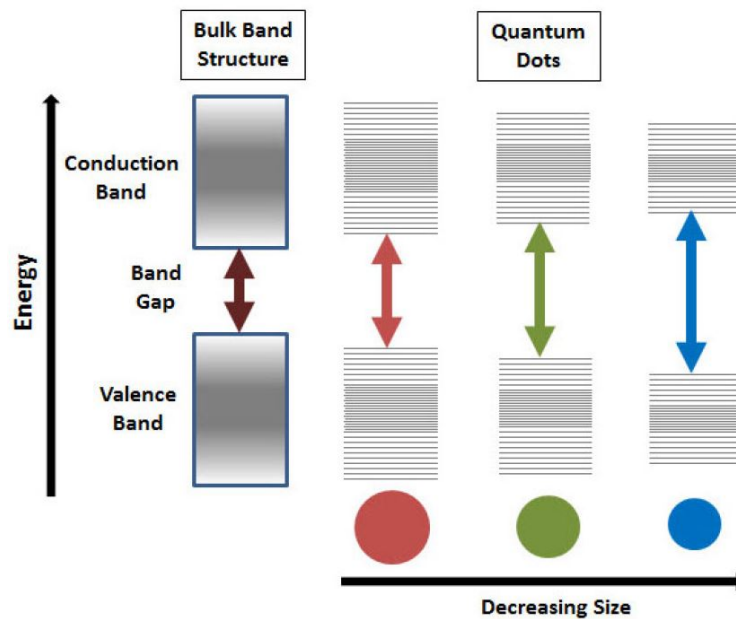 Bulk Band
Structure
Quantum
Dots
Conduction
Band
Band
Gap
Energy
Valence
Band
Decreasing Size